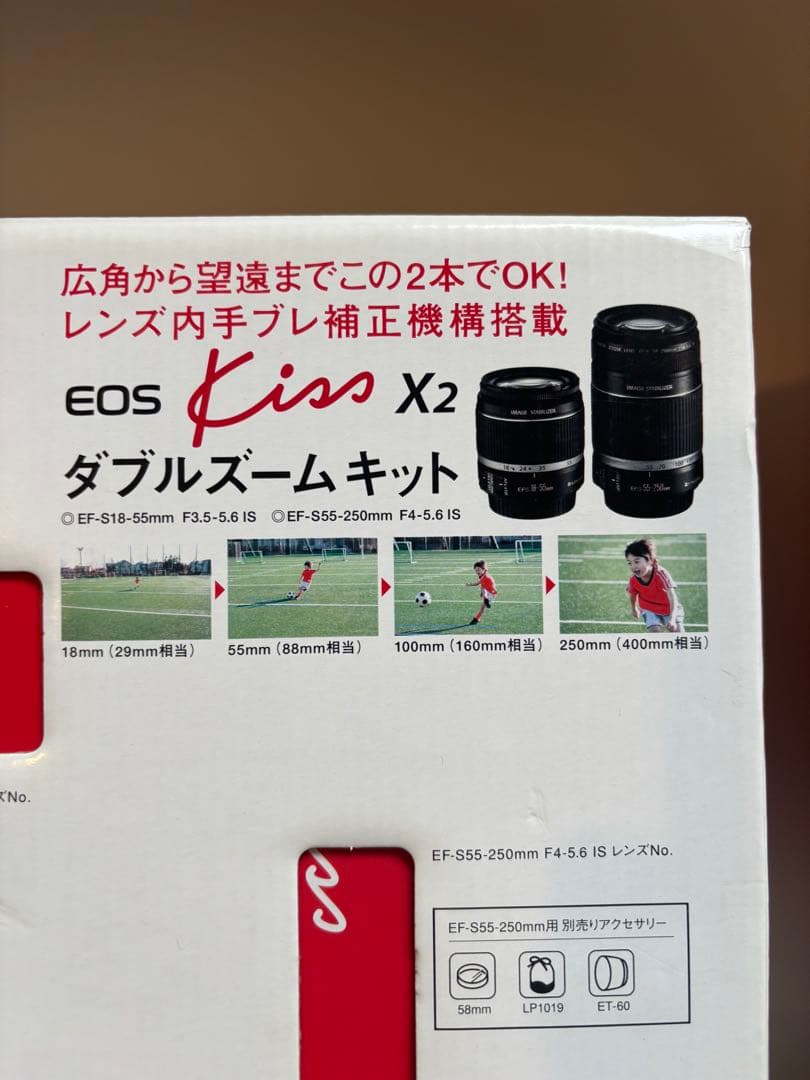 広角から望遠までこの2本でOK!
レンズ内手ブレ補正機構搭載
EOS Kiss X2
ダブルズームキット
◎EF-S18-55mm F3.5-5.6 IS ◎EF-S55-250mm F4-5.6 IS
IMAGE STABILIZER
IMAGE STABILIZER
18mm(29mm相当)
55mm(88mm相当)
100mm(160mm相当)
250mm(400mm相当)
ズNo.
EF-S55-250mm F4-5.6 IS レンズNo.
EF-S55-250mm用 別売りアクセサリー
58mm
LP1019
ET-60